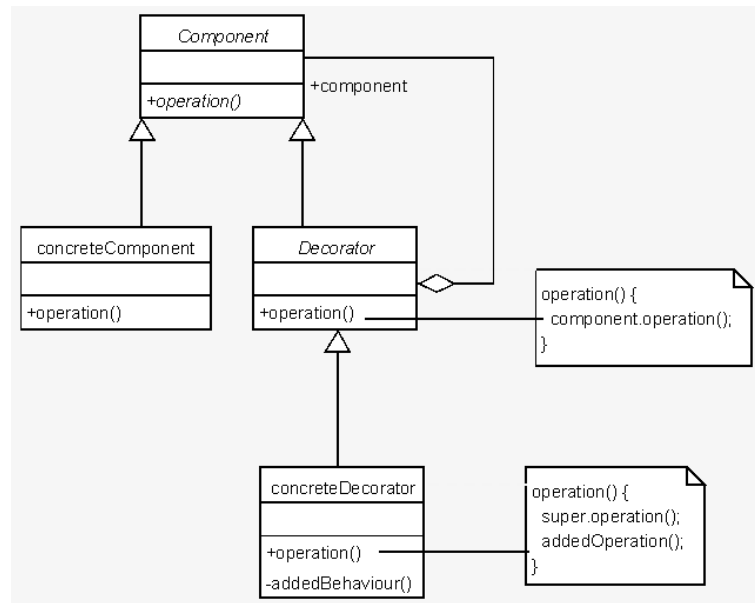 Component
+operation()
+component
concreteComponent
+operation()
Decorator
+operation()
operation() {
component.operation();
}
concreteDecorator
+operation()
-addedBehaviour()
operation() {
super.operation();
addedOperation();
}